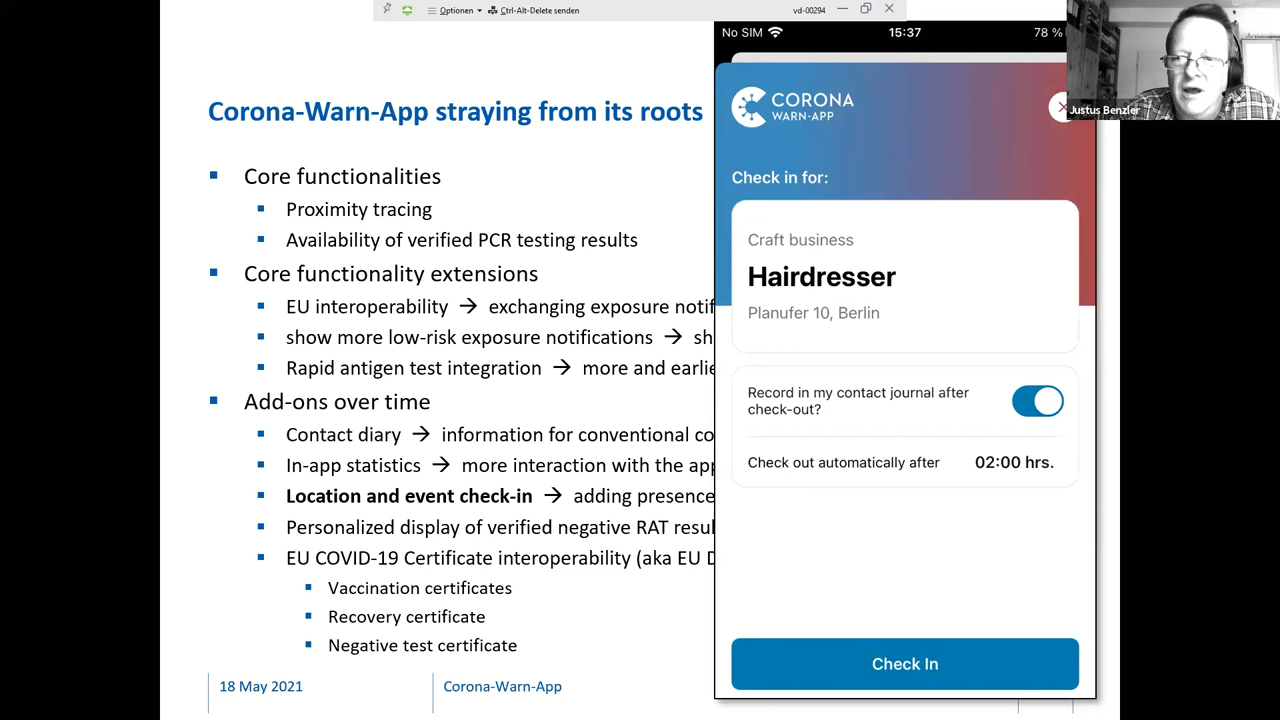 Optionen
Ctrl-Alt-Delete senden
vd-00294
No SIM
15:37
78 %
Justus Benzler
Corona-Warn-App straying from its roots
Core functionalities
Proximity tracing
Availability of verified PCR testing results
Core functionality extensions
EU interoperability → exchanging exposure notif
show more low-risk exposure notifications → sh
Rapid antigen test integration → more and earlie
Add-ons over time
Contact diary → information for conventional co
In-app statistics → more interaction with the app
Location and event check-in → adding presence
Personalized display of verified negative RAT resul
EU COVID-19 Certificate interoperability (aka EU D
Vaccination certificates
Recovery certificate
Negative test certificate
18 May 2021
Corona-Warn-App
CORONA
WARN-APP
Check in for:
Craft business
Hairdresser
Planufer 10, Berlin
Record in my contact journal after
check-out?
Check out automatically after
02:00 hrs.
Check In